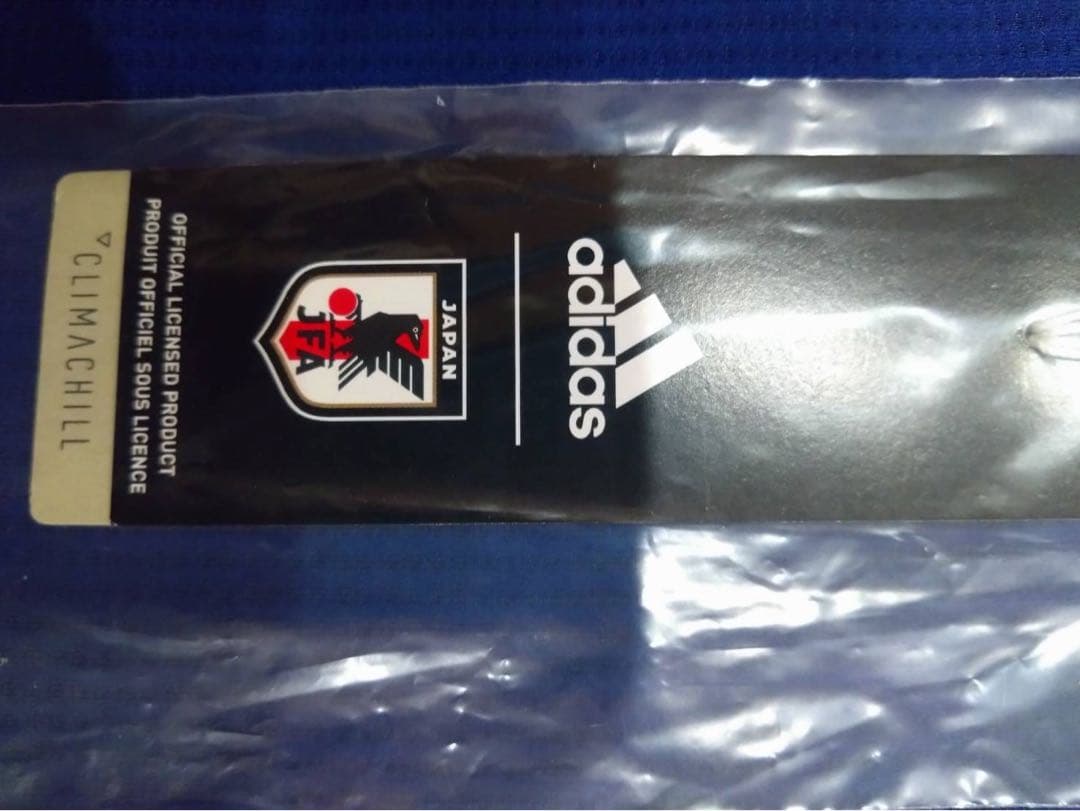 adidas
JAPAN
JFA
OFFICIAL LICENSED PRODUCT
PRODUIT OFFICIEL SOUS LICENCE
CLIMACHILL